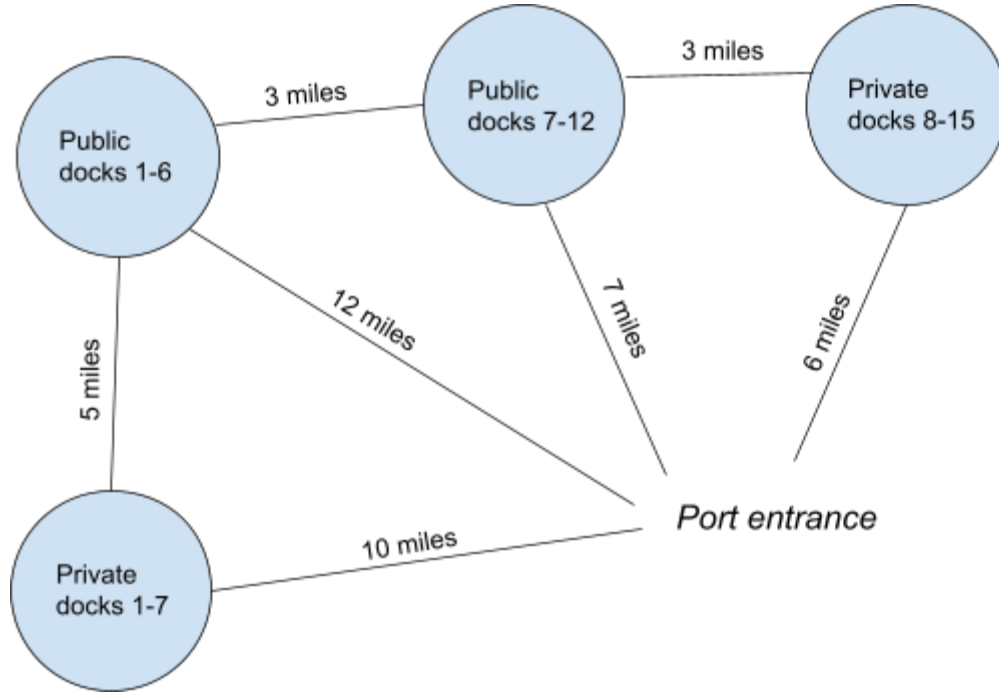 3 miles
3 miles
Public
docks 1-6
Public
docks 7-12
Private
docks 8-15
12 miles
7 miles
6 miles
5 miles
Port entrance
10 miles
Private
docks 1-7